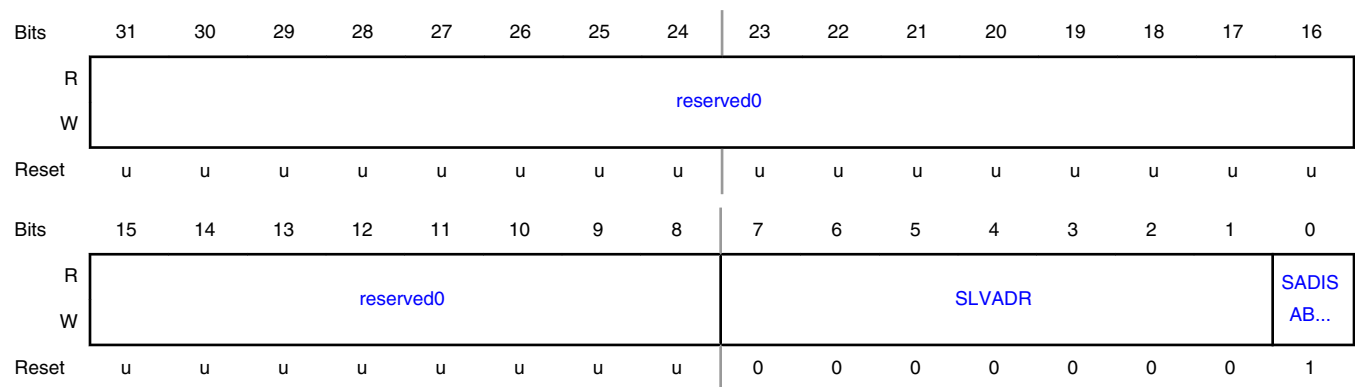 Bits 31 30 29 28 27 26 25 24 23 22 21 20 19 18 17 16
R
reserved0
W
Reset u u u u u u u u u u u u u u u u
Bits 15 14 13 12 11 10 9 8 7 6 5 4 3 2 1 0
R
reserved0 SLVADR SADIS
AB...
W
Reset u u u u u u u u 0 0 0 0 0 0 0 1